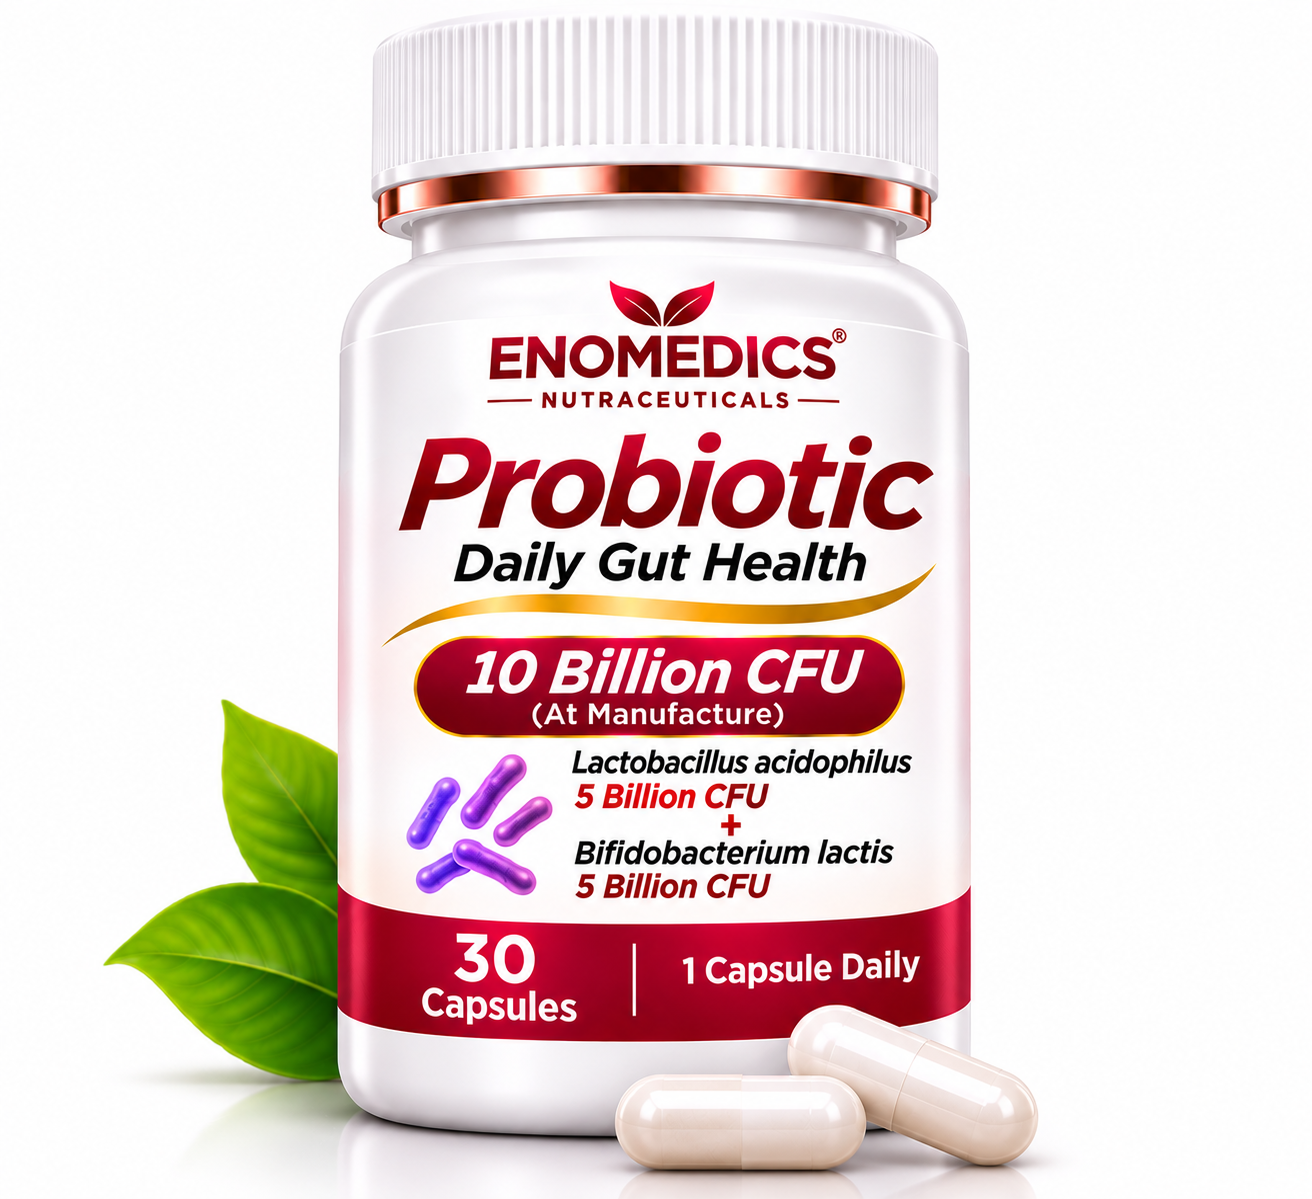 ENOMEDICS®
NUTRACEUTICALS
Probiotic
Daily Gut Health
10 Billion CFU
(At Manufacture)
Lactobacillus acidophilus
5 Billion CFU
+
Bifidobacterium lactis
5 Billion CFU
30
Capsules
1 Capsule Daily